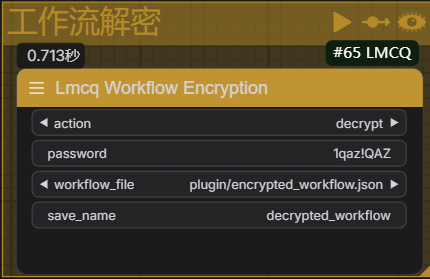 工作流解密
0.713秒
#65 LMCQ
Lmcq Workflow Encryption
action decrypt
password 1qaz!QAZ
workflow_file plugin/encrypted_workflow.json
save_name decrypted_workflow